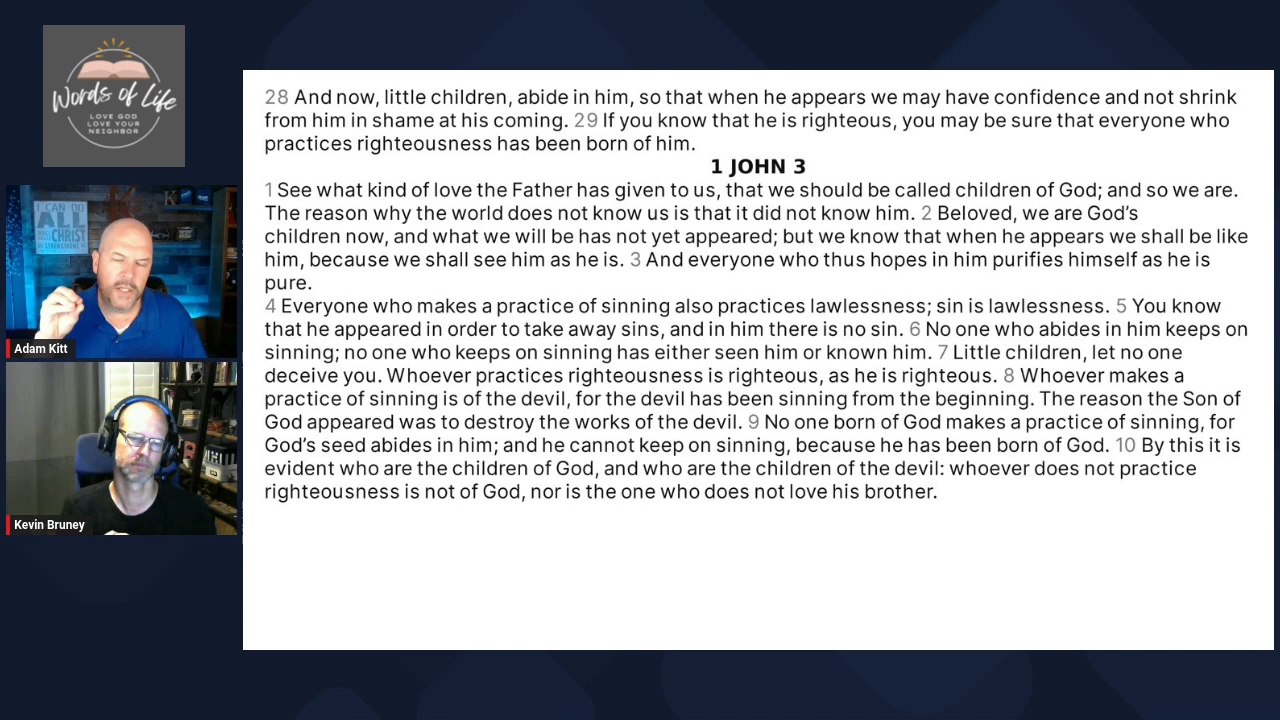 Words of Life
LOVE GOD
LOVE YOUR
NEIGHBOR
I CAN DO
ALL
CHRIST
Adam Kitt
Kevin Bruney
28 And now, little children, abide in him, so that when he appears we may have confidence and not shrink
from him in shame at his coming. 29 If you know that he is righteous, you may be sure that everyone who
practices righteousness has been born of him.
1 JOHN 3
1 See what kind of love the Father has given to us, that we should be called children of God; and so we are.
The reason why the world does not know us is that it did not know him. 2 Beloved, we are God's
children now, and what we will be has not yet appeared; but we know that when he appears we shall be like
him, because we shall see him as he is. 3 And everyone who thus hopes in him purifies himself as he is
pure.
4 Everyone who makes a practice of sinning also practices lawlessness; sin is lawlessness. 5 You know
that he appeared in order to take away sins, and in him there is no sin. 6 No one who abides in him keeps on
sinning; no one who keeps on sinning has either seen him or known him. 7 Little children, let no one
deceive you. Whoever practices righteousness is righteous, as he is righteous. 8 Whoever makes a
practice of sinning is of the devil, for the devil has been sinning from the beginning. The reason the Son of
God appeared was to destroy the works of the devil. 9 No one born of God makes a practice of sinning, for
God's seed abides in him; and he cannot keep on sinning, because he has been born of God. 10 By this it is
evident who are the children of God, and who are the children of the devil: whoever does not practice
righteousness is not of God, nor is the one who does not love his brother.